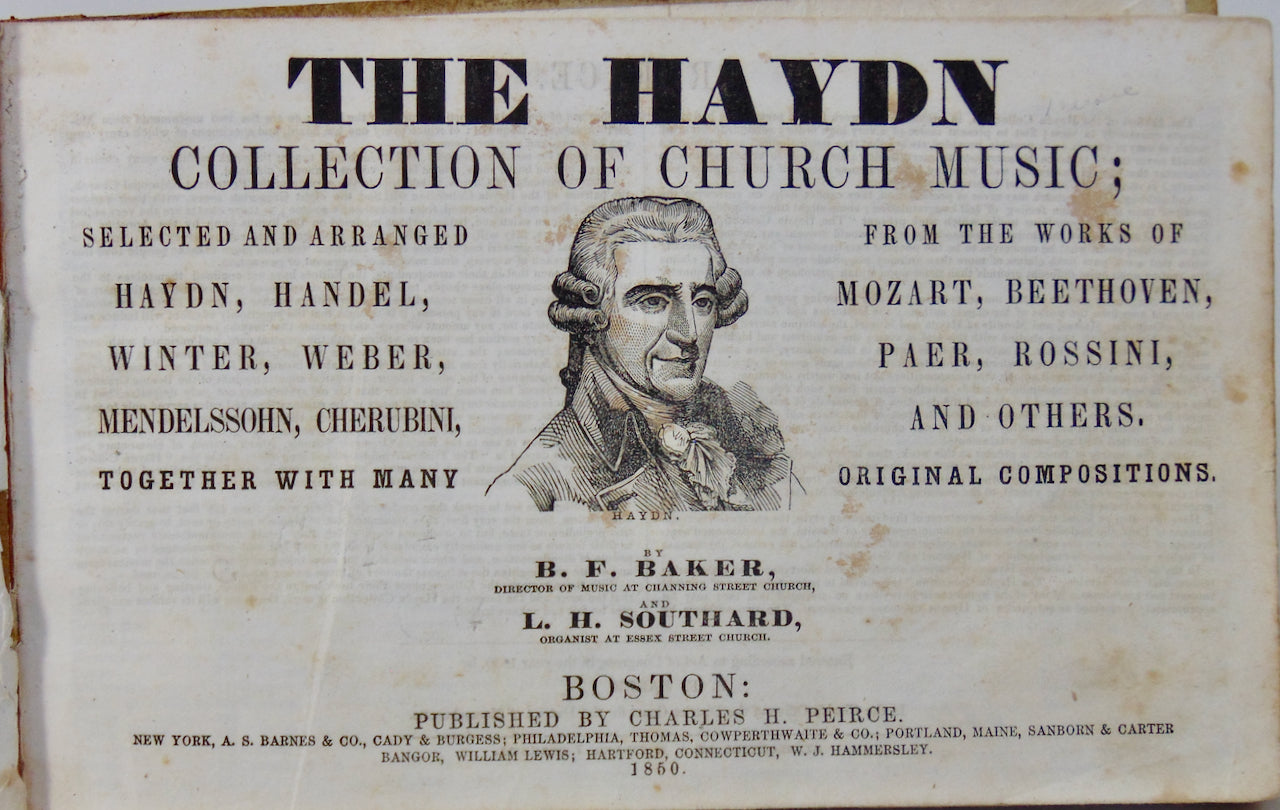 THE HAYDN
COLLECTION OF CHURCH MUSIC;
SELECTED AND ARRANGED FROM THE WORKS OF
HAYDN, HANDEL, MOZART, BEETHOVEN,
WINTER, WEBER, PAER, ROSSINI,
MENDELSSOHN, CHERUBINI, AND OTHERS.
TOGETHER WITH MANY ORIGINAL COMPOSITIONS.
HAYDN.
BY
B. F. BAKER,
DIRECTOR OF MUSIC AT CHANNING STREET CHURCH,
AND
L. H. SOUTHARD,
ORGANIST AT ESSEX STREET CHURCH.
BOSTON:
PUBLISHED BY CHARLES H. PEIRCE.
NEW YORK, A. S. BARNES & CO., CADY & BURGESS; PHILADELPHIA, THOMAS, COWPERTHWAITE & CO.; PORTLAND, MAINE, SANBORN & CARTER
BANGOR, WILLIAM LEWIS; HARTFORD, CONNECTICUT, W. J. HAMMERSLEY.
1850.